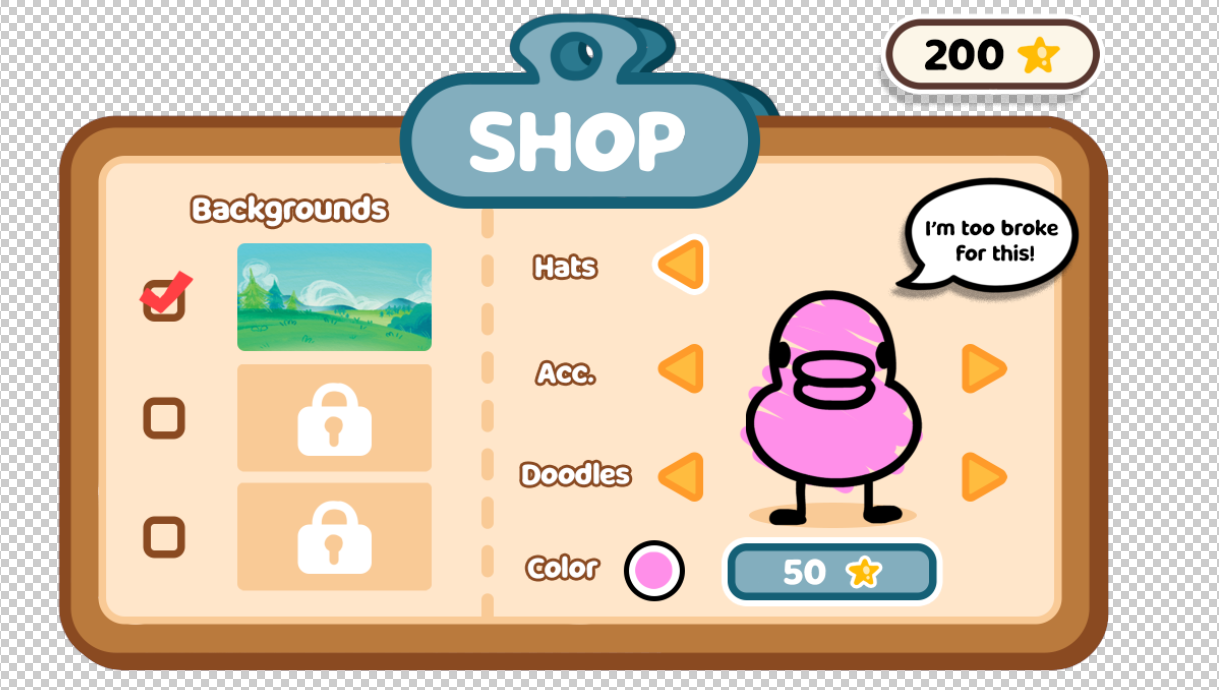 200
SHOP
Backgrounds
I'm too broke
for this!
Hats
Acc.
Doodles
Color
50